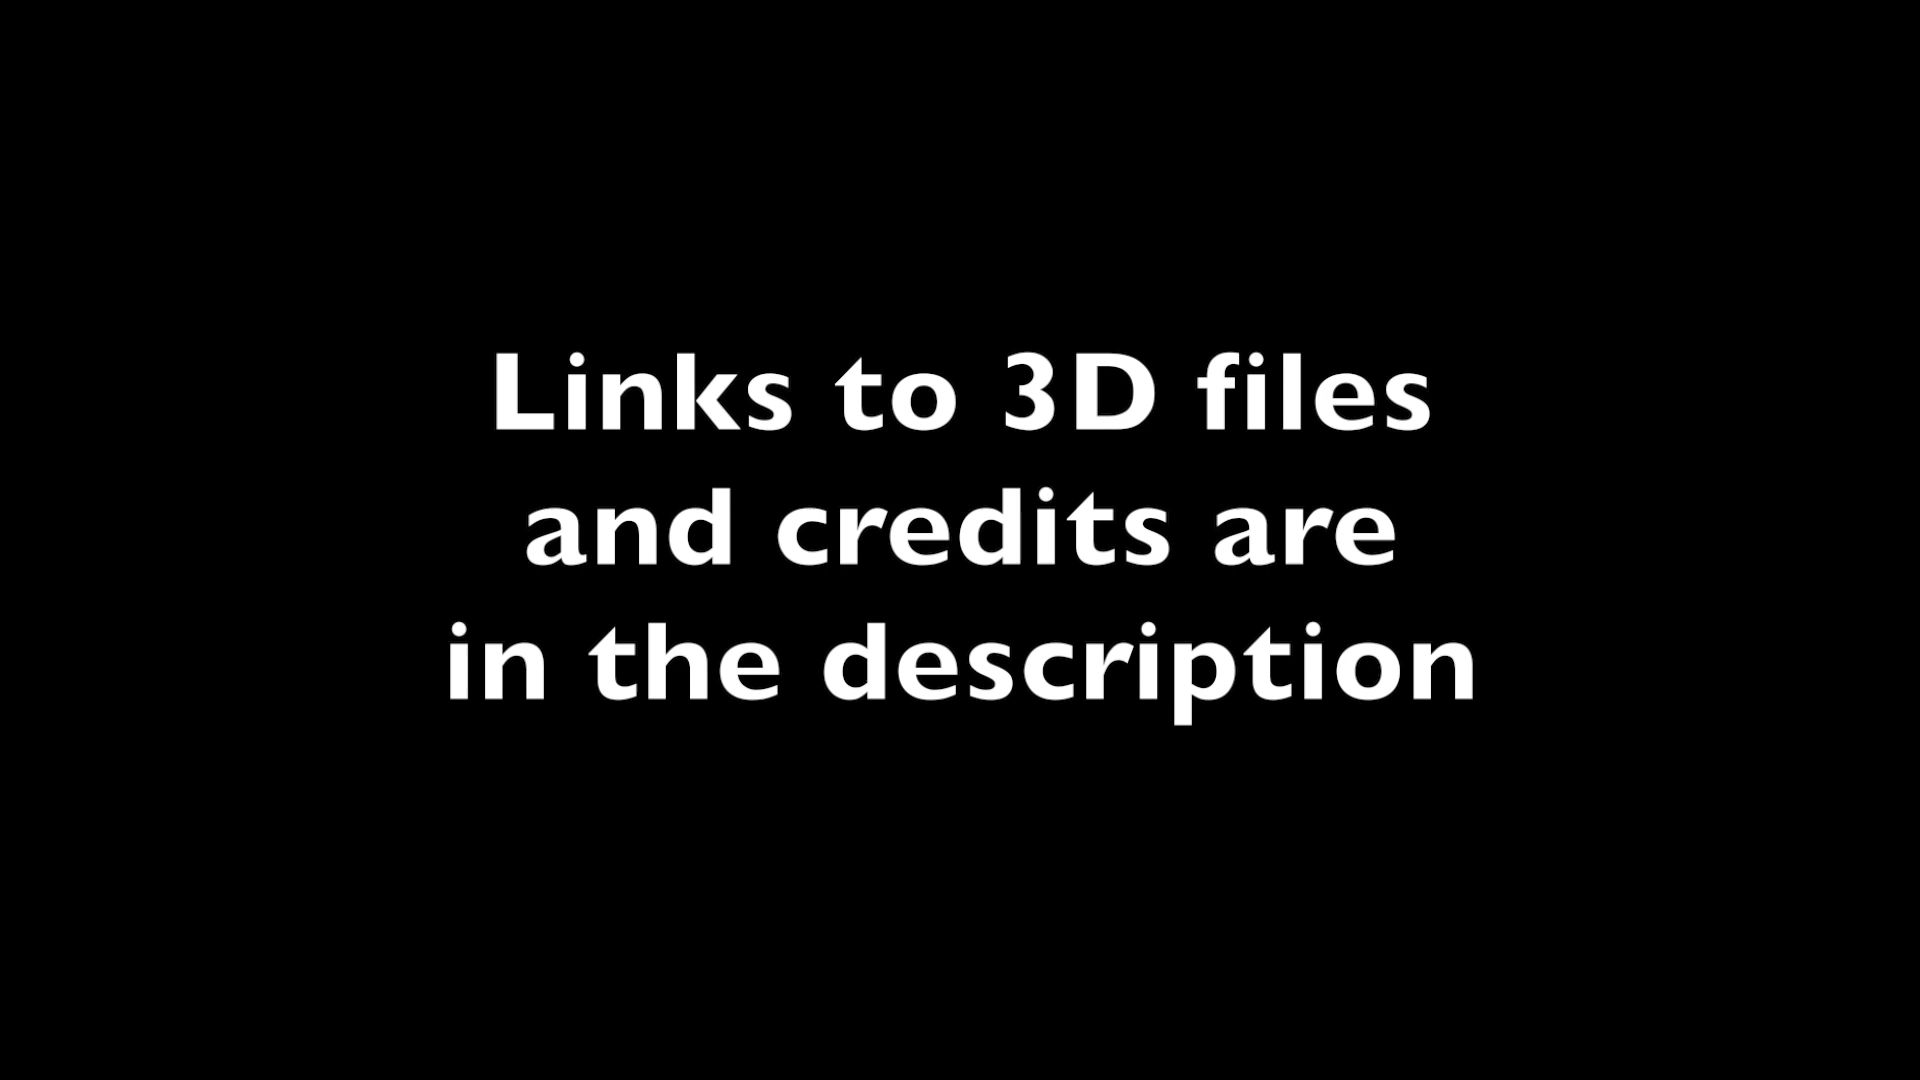 Links to 3D files
and credits are
in the description